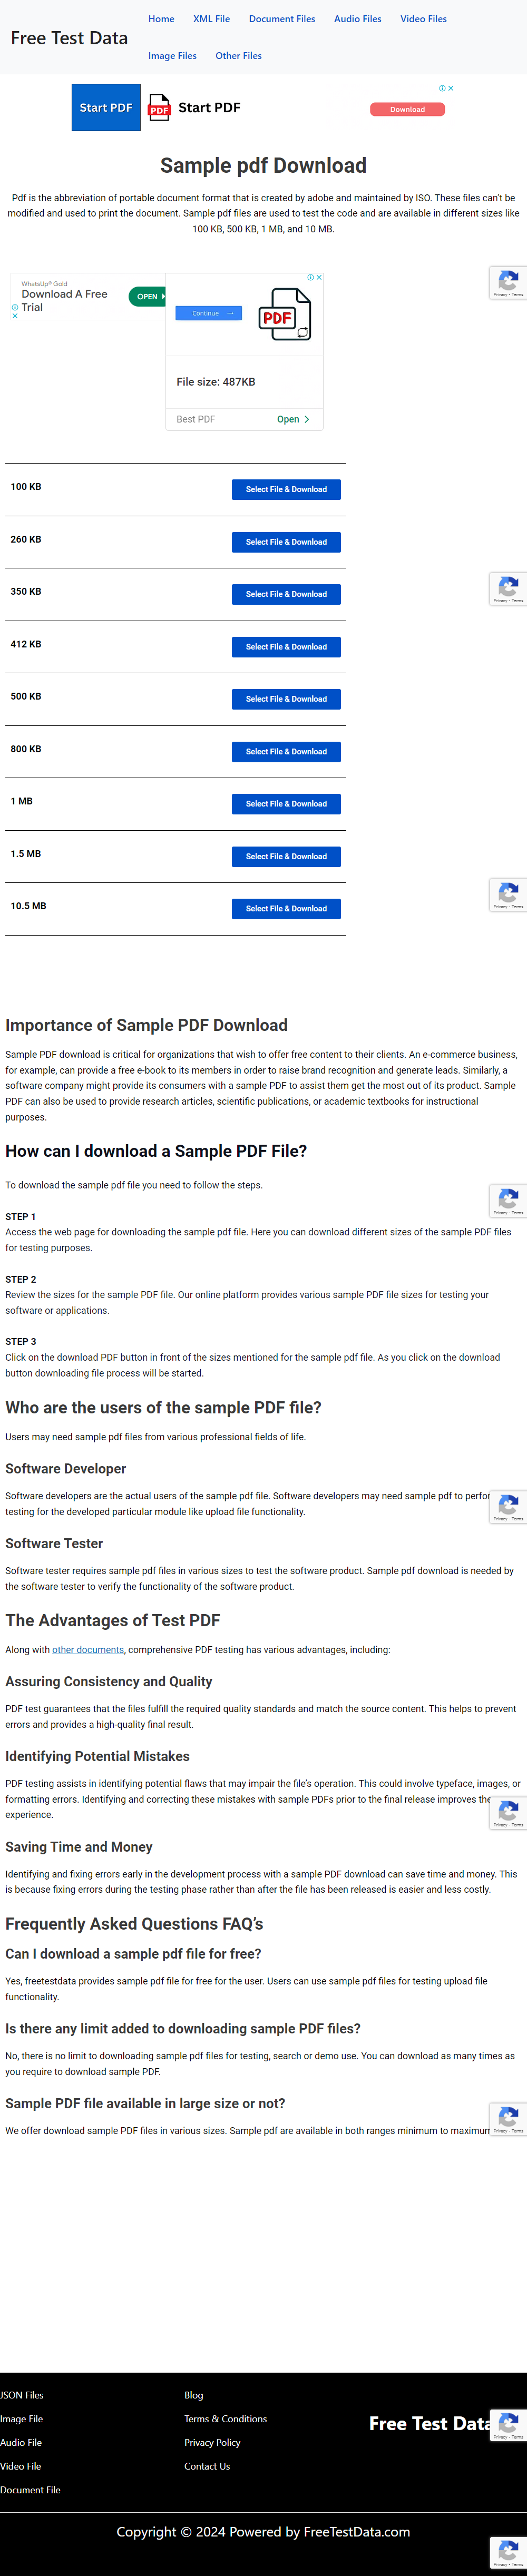 Free Test Data
Home XML File Document Files Audio Files Video Files
Image Files Other Files
Start PDF
Start PDF
Download
Sample pdf Download
Pdf is the abbreviation of portable document format that is created by adobe and maintained by ISO. These files can't be
modified and used to print the document. Sample pdf files are used to test the code and are available in different sizes like
100 KB, 500 KB, 1 MB, and 10 MB.
WhatsUp® Gold
Download A Free
Trial
OPEN
Continue
PDF
File size: 487KB
Best PDF Open
Privacy - Terms
100 KB Select File & Download
260 KB Select File & Download
350 KB Select File & Download
Privacy - Terms
412 KB Select File & Download
500 KB Select File & Download
800 KB Select File & Download
1 MB Select File & Download
1.5 MB Select File & Download
10.5 MB Select File & Download
Privacy - Terms
Importance of Sample PDF Download
Sample PDF download is critical for organizations that wish to offer free content to their clients. An e-commerce business,
for example, can provide a free e-book to its members in order to raise brand recognition and generate leads. Similarly, a
software company might provide its consumers with a sample PDF to assist them get the most out of its product. Sample
PDF can also be used to provide research articles, scientific publications, or academic textbooks for instructional
purposes.
How can I download a Sample PDF File?
To download the sample pdf file you need to follow the steps.
Privacy - Terms
STEP 1
Access the web page for downloading the sample pdf file. Here you can download different sizes of the sample PDF files
for testing purposes.
STEP 2
Review the sizes for the sample PDF file. Our online platform provides various sample PDF file sizes for testing your
software or applications.
STEP 3
Click on the download PDF button in front of the sizes mentioned for the sample pdf file. As you click on the download
button downloading file process will be started.
Who are the users of the sample PDF file?
Users may need sample pdf files from various professional fields of life.
Software Developer
Software developers are the actual users of the sample pdf file. Software developers may need sample pdf to perfor
testing for the developed particular module like upload file functionality.
Privacy - Terms
Software Tester
Software tester requires sample pdf files in various sizes to test the software product. Sample pdf download is needed by
the software tester to verify the functionality of the software product.
The Advantages of Test PDF
Along with other documents, comprehensive PDF testing has various advantages, including:
Assuring Consistency and Quality
PDF test guarantees that the files fulfill the required quality standards and match the source content. This helps to prevent
errors and provides a high-quality final result.
Identifying Potential Mistakes
PDF testing assists in identifying potential flaws that may impair the file's operation. This could involve typeface, images, or
formatting errors. Identifying and correcting these mistakes with sample PDFs prior to the final release improves the
experience.
Privacy - Terms
Saving Time and Money
Identifying and fixing errors early in the development process with a sample PDF download can save time and money. This
is because fixing errors during the testing phase rather than after the file has been released is easier and less costly.
Frequently Asked Questions FAQ's
Can I download a sample pdf file for free?
Yes, freetestdata provides sample pdf file for free for the user. Users can use sample pdf files for testing upload file
functionality.
Is there any limit added to downloading sample PDF files?
No, there is no limit to downloading sample pdf files for testing, search or demo use. You can download as many times as
you require to download sample PDF.
Sample PDF file available in large size or not?
We offer download sample PDF files in various sizes. Sample pdf are available in both ranges minimum to maximum
Privacy - Terms
JSON Files
Image File
Audio File
Video File
Document File
Blog
Terms & Conditions
Privacy Policy
Contact Us
Free Test Data
Privacy - Terms
Copyright © 2024 Powered by FreeTestData.com
Privacy - Terms